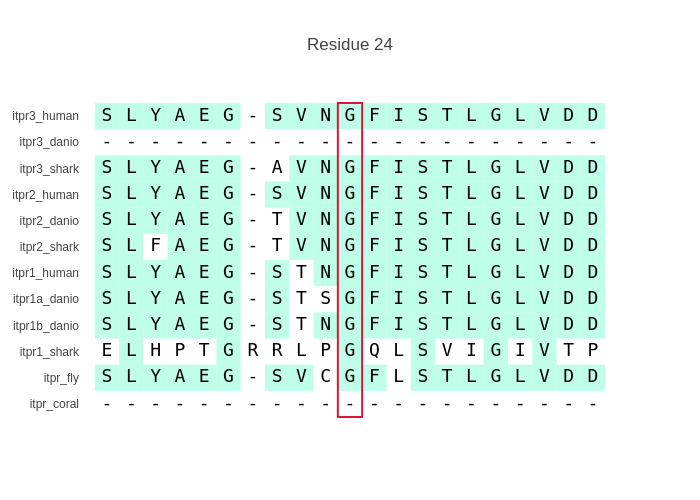 Residue 24
itpr3_human S L Y A E G - S V N G F I S T L G L V D D
itpr3_danio - - - - - - - - - - - - - - - - - - - - -
itpr3_shark S L Y A E G - A V N G F I S T L G L V D D
itpr2_human S L Y A E G - S V N G F I S T L G L V D D
itpr2_danio S L Y A E G - T V N G F I S T L G L V D D
itpr2_shark S L F A E G - T V N G F I S T L G L V D D
itpr1_human S L Y A E G - S T N G F I S T L G L V D D
itpr1a_danio S L Y A E G - S T S G F I S T L G L V D D
itpr1b_danio S L Y A E G - S T N G F I S T L G L V D D
itpr1_shark E L H P T G R R L P G Q L S V I G I V T P
itpr_fly S L Y A E G - S V C G F L S T L G L V D D
itpr_coral - - - - - - - - - - - - - - - - - - - - -